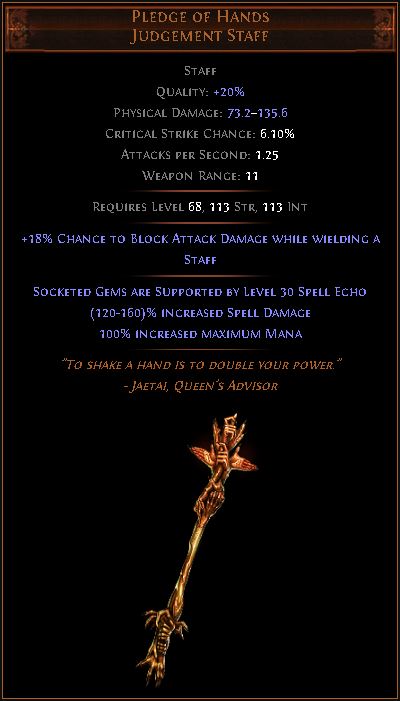 Pledge of Hands
Judgement Staff
Staff
Quality: +20%
Physical Damage: 73.2–135.6
Critical Strike Chance: 6.10%
Attacks per Second: 1.25
Weapon Range: 11
Requires Level 68, 113 Str, 113 Int
+18% Chance to Block Attack Damage while wielding a
Staff
Socketed Gems are Supported by Level 30 Spell Echo
(120-160)% increased Spell Damage
100% increased maximum Mana
"To shake a hand is to double your power."
- Jaetai, Queen's Advisor